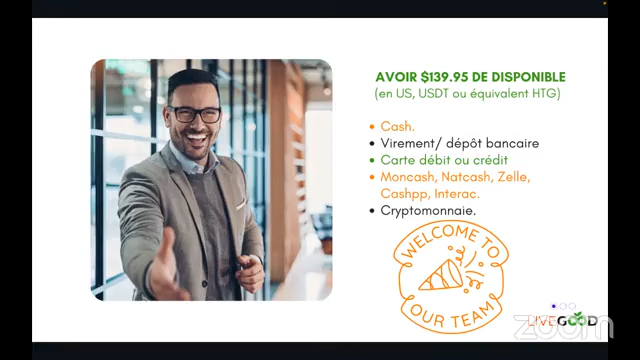 AVOIR $139.95 DE DISPONIBLE
(en US, USDT ou équivalent HTG)
Cash.
Virement/ dépôt bancaire
Carte débit ou crédit
Moncash, Natcash, Zelle,
Cashpp, Interac.
Cryptomonnaie.
WELCOME TO
OUR TEAM
LIVEGOOD
zoom